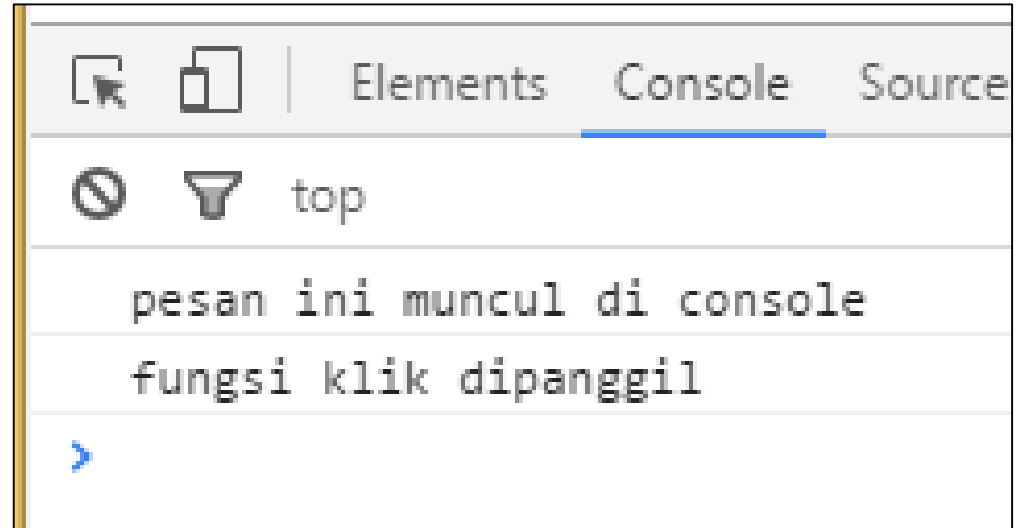 Elements Console Source
top
pesan ini muncul di console
fungsi klik dipanggil